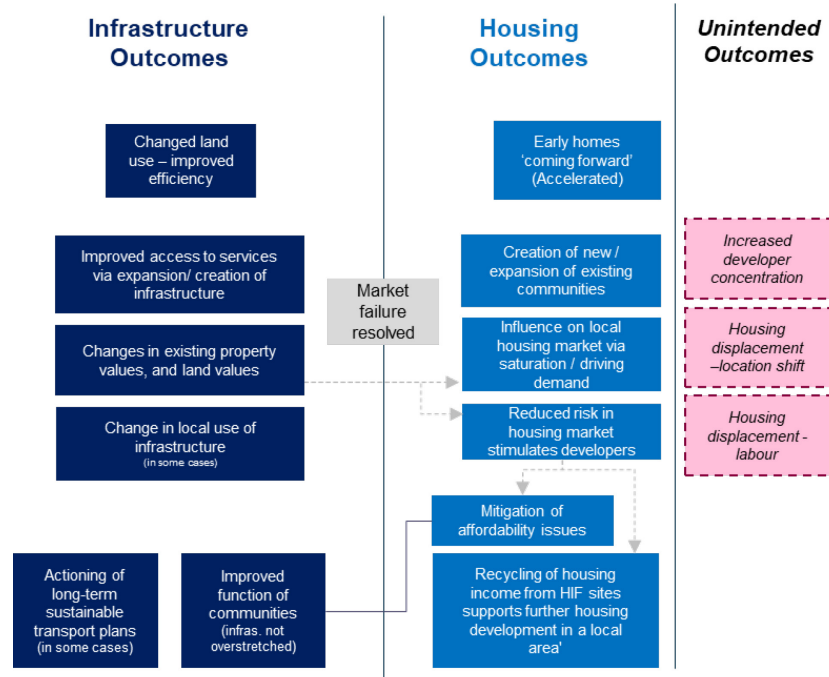 Infrastructure
Outcomes
Housing
Outcomes
Unintended
Outcomes
Changed land
use – improved
efficiency
Early homes
‘coming forward’
(Accelerated)
Improved access to services
via expansion/ creation of
infrastructure
Market
failure
resolved
Creation of new /
expansion of existing
communities
Increased
developer
concentration
Changes in existing property
values, and land values
Influence on local
housing market via
saturation / driving
demand
Housing
displacement
–location shift
Change in local use of
infrastructure
(in some cases)
Reduced risk in
housing market
stimulates developers
Housing
displacement -
labour
Mitigation of
affordability issues
Actioning of
long-term
sustainable
transport plans
(in some cases)
Improved
function of
communities
(infras. not
overstretched)
Recycling of housing
income from HIF sites
supports further housing
development in a local
area'